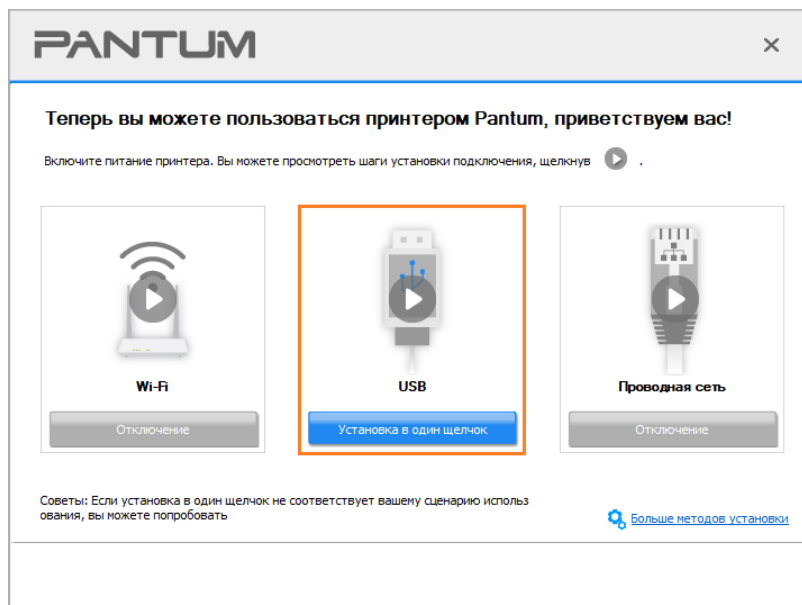 PANTUM
Теперь вы можете пользоваться принтером Pantum, приветствуем вас!
Включите питание принтера. Вы можете просмотреть шаги установки подключения, щелкнув .
Wi-Fi
USB
Проводная сеть
Отключение
Установка в один щелчок
Отключение
Советы: Если установка в один щелчок не соответствует вашему сценарию использ
ования, вы можете попробовать
Больше методов установки